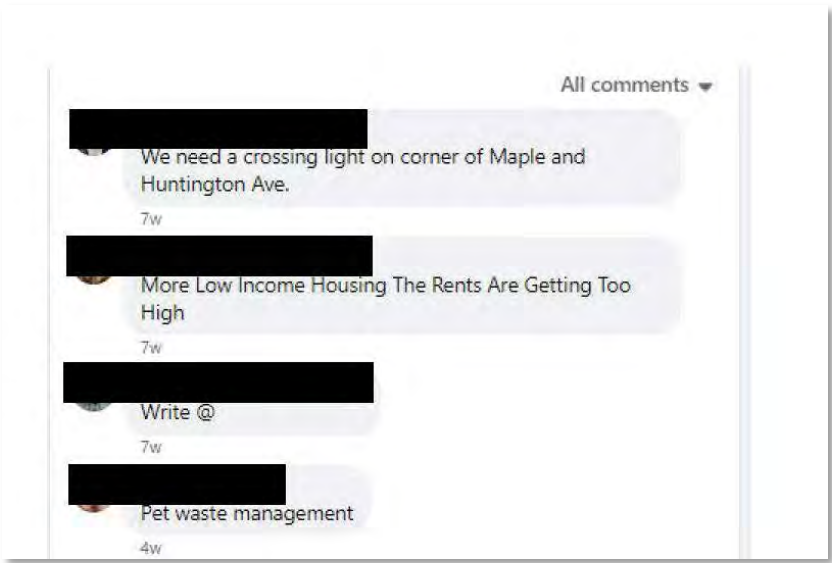 All comments
We need a crossing light on corner of Maple and
Huntington Ave.
7w
More Low Income Housing The Rents Are Getting Too
High
7w
Write @
7w
Pet waste management
4w